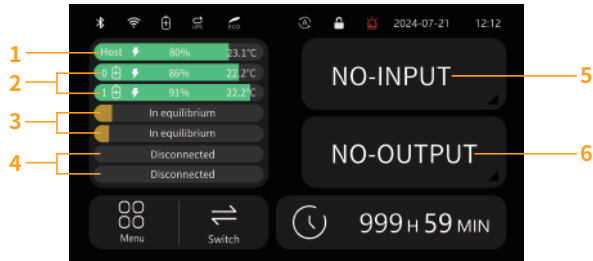 UPS
ECO
A
2024-07-21
12:12
1
Host 80% 23.1°C
2
0 86% 22.2°C
1 91% 22.2°C
3
In equilibrium
In equilibrium
4
Disconnected
Disconnected
NO-INPUT
5
NO-OUTPUT
6
Menu
Switch
999 H 59 MIN